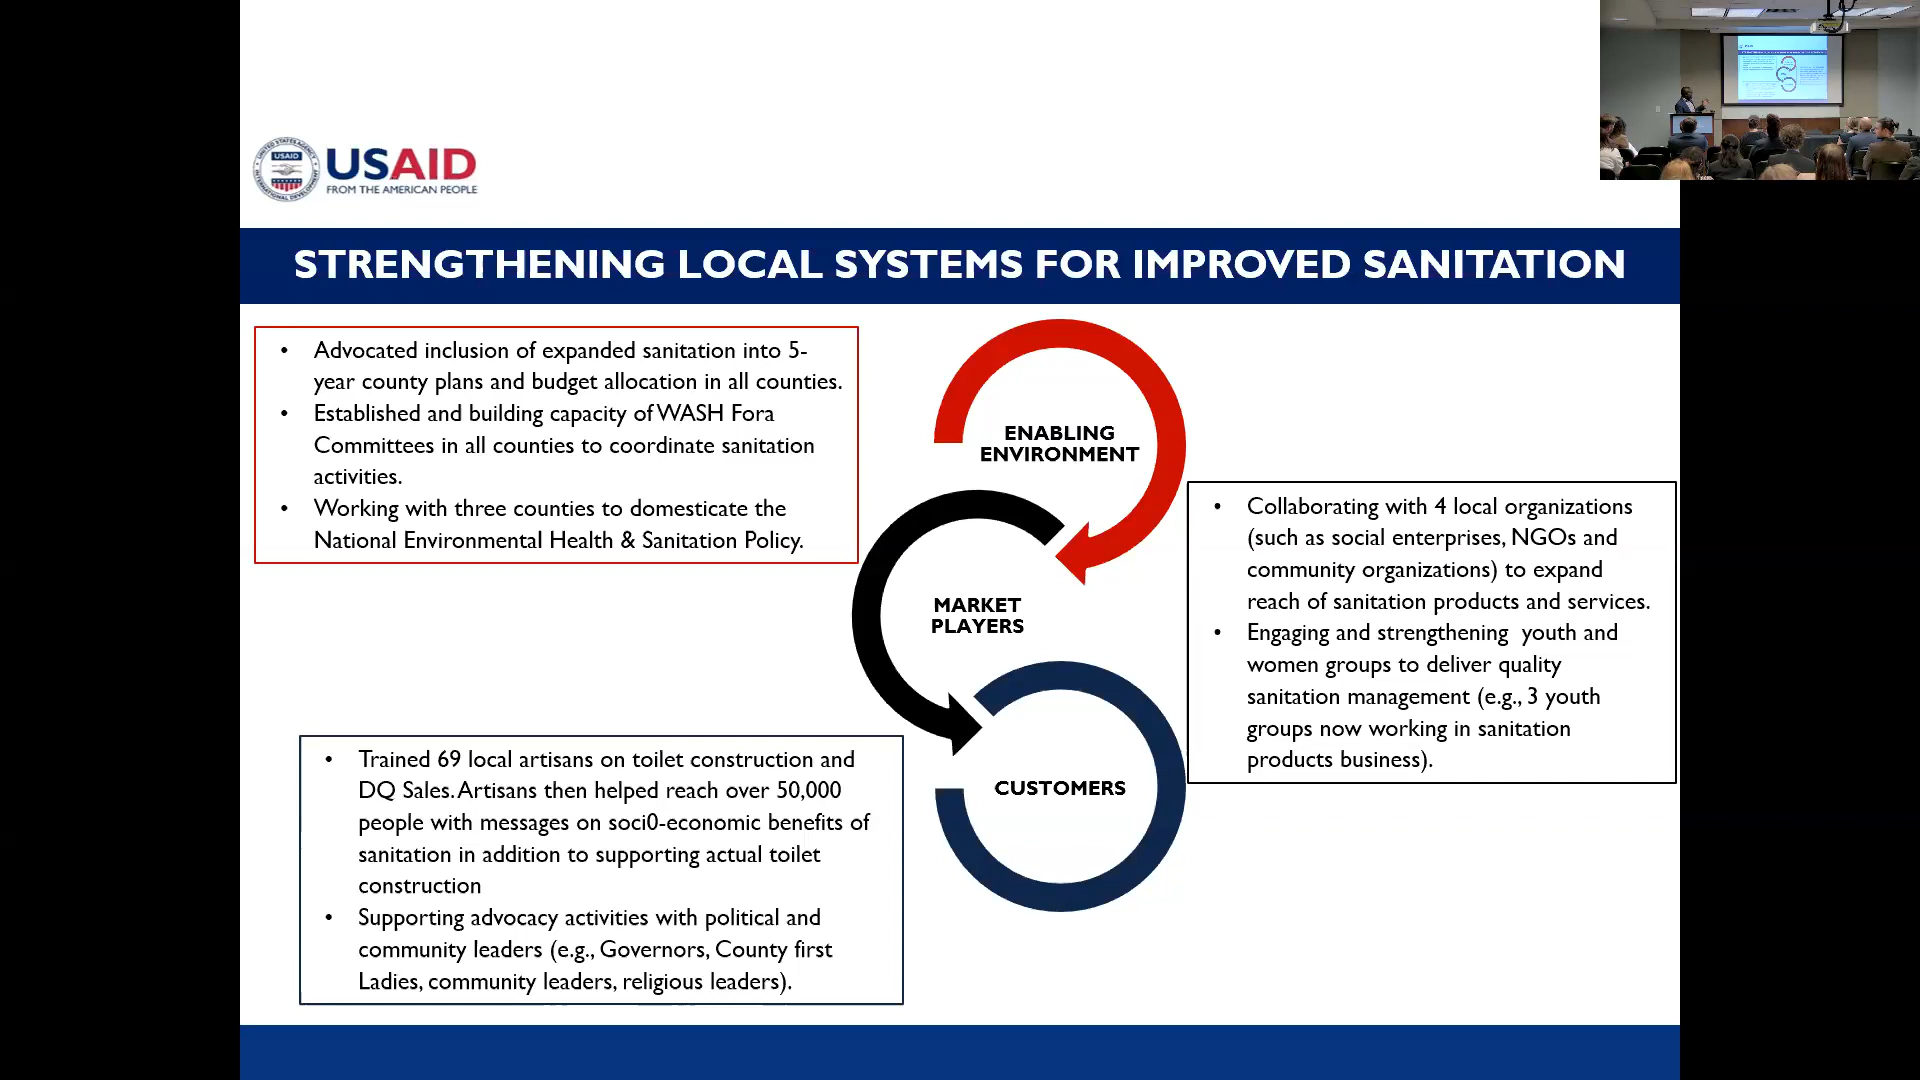 USAID
FROM THE AMERICAN PEOPLE
STRENGTHENING LOCAL SYSTEMS FOR IMPROVED SANITATION
• Advocated inclusion of expanded sanitation into 5-
year county plans and budget allocation in all counties.
• Established and building capacity of WASH Fora
Committees in all counties to coordinate sanitation
activities.
• Working with three counties to domesticate the
National Environmental Health & Sanitation Policy.
ENABLING
ENVIRONMENT
MARKET
PLAYERS
• Collaborating with 4 local organizations
(such as social enterprises, NGOs and
community organizations) to expand
reach of sanitation products and services.
• Engaging and strengthening  youth and
women groups to deliver quality
sanitation management (e.g., 3 youth
groups now working in sanitation
products business).
CUSTOMERS
• Trained 69 local artisans on toilet construction and
DQ Sales. Artisans then helped reach over 50,000
people with messages on soci0-economic benefits of
sanitation in addition to supporting actual toilet
construction
• Supporting advocacy activities with political and
community leaders (e.g., Governors, County first
Ladies, community leaders, religious leaders).